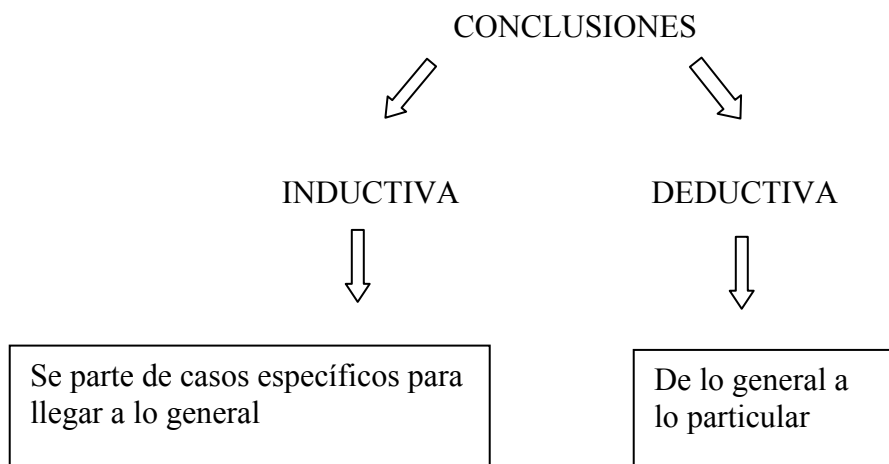 CONCLUSIONES
INDUCTIVA
DEDUCTIVA
Se parte de casos específicos para
llegar a lo general
De lo general a
lo particular